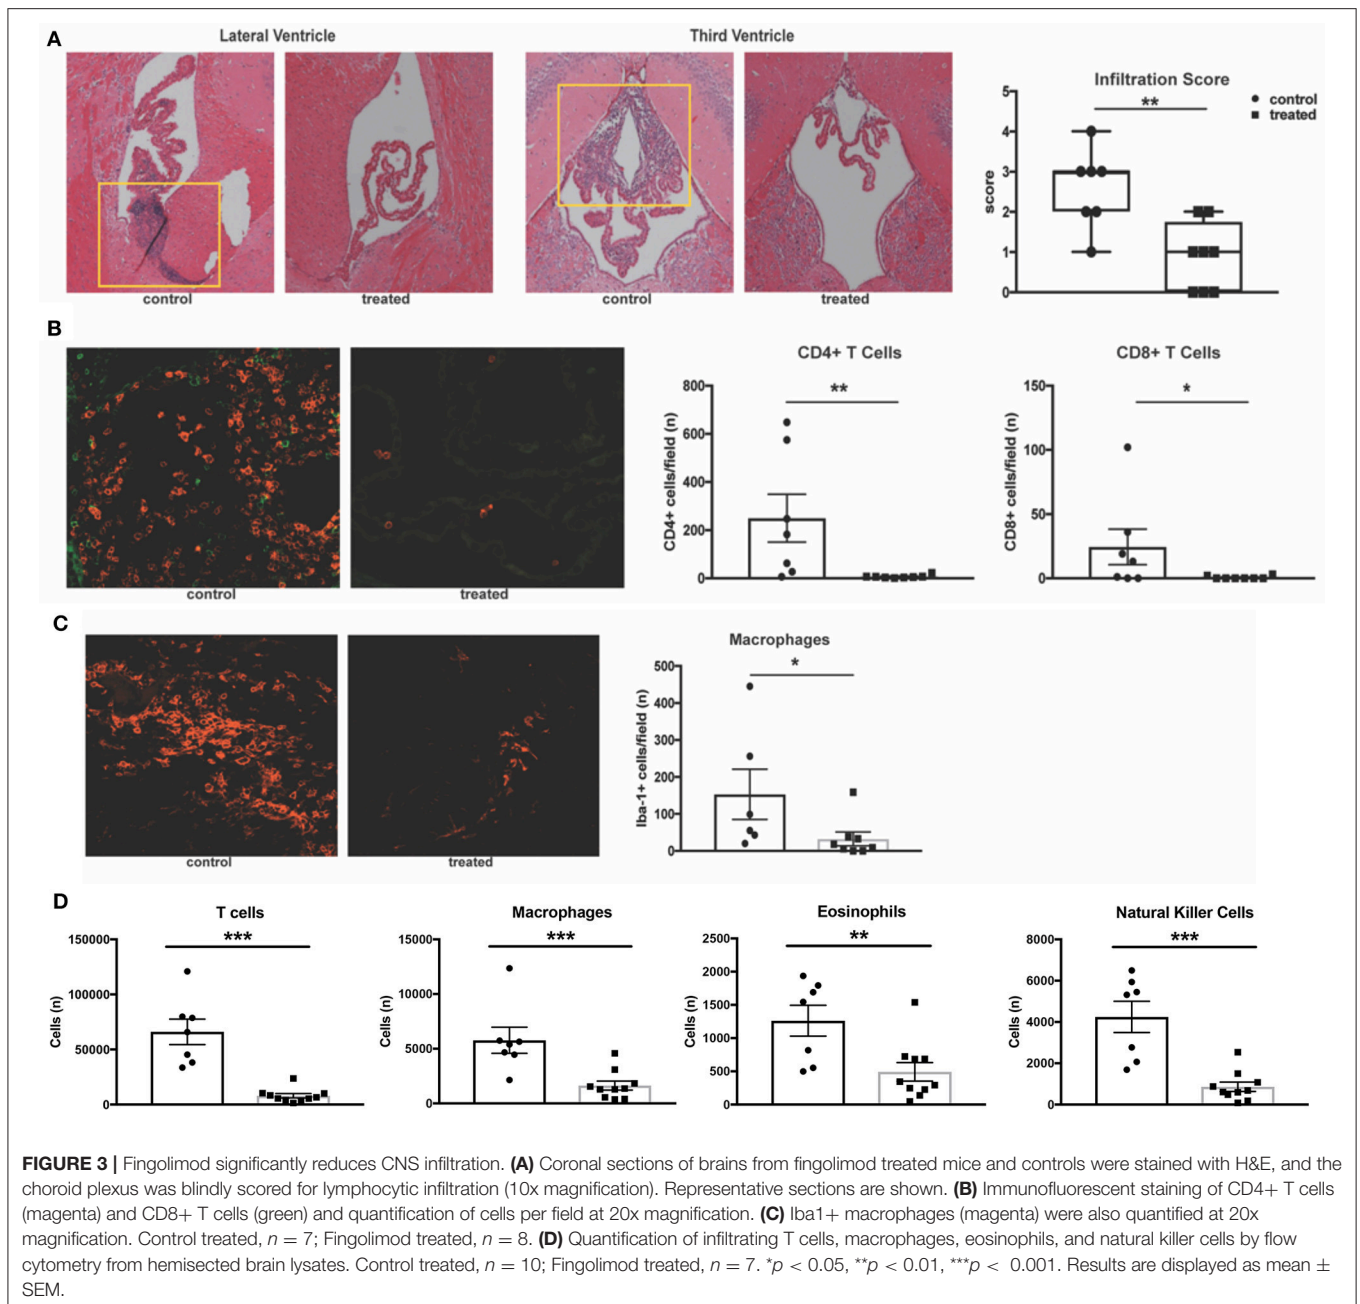 A
Lateral Ventricle
Third Ventricle
control
treated
control
treated
Infiltration Score
5
4
3
2
1
0
score
**
control
treated
B
control
treated
CD4+ T Cells
800
600
400
200
0
CD4+ cells/field (n)
**
CD8+ T Cells
150
100
50
0
CD8+ cells/field (n)
*
C
control
treated
Macrophages
500
400
300
200
100
0
Iba-1+ cells/field (n)
*
D
T cells
150000
100000
50000
0
Cells (n)
***
Macrophages
15000
10000
5000
0
Cells (n)
***
Eosinophils
2500
2000
1500
1000
500
0
Cells (n)
**
Natural Killer Cells
8000
6000
4000
2000
0
Cells (n)
***
FIGURE 3 | Fingolimod significantly reduces CNS infiltration. (A) Coronal sections of brains from fingolimod treated mice and controls were stained with H&E, and the
choroid plexus was blindly scored for lymphocytic infiltration (10x magnification). Representative sections are shown. (B) Immunofluorescent staining of CD4+ T cells
(magenta) and CD8+ T cells (green) and quantification of cells per field at 20x magnification. (C) Iba1+ macrophages (magenta) were also quantified at 20x
magnification. Control treated, n = 7; Fingolimod treated, n = 8. (D) Quantification of infiltrating T cells, macrophages, eosinophils, and natural killer cells by flow
cytometry from hemisected brain lysates. Control treated, n = 10; Fingolimod treated, n = 7. *p < 0.05, **p < 0.01, ***p < 0.001. Results are displayed as mean ±
SEM.